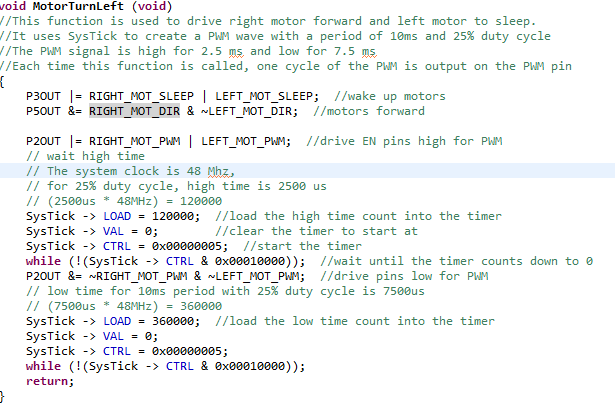 void MotorTurnLeft (void)
//This function is used to drive right motor forward and left motor to sleep.
//It uses SysTick to create a PWM wave with a period of 10ms and 25% duty cycle
//The PWM signal is high for 2.5 ms and low for 7.5 ms
//Each time this function is called, one cycle of the PWM is output on the PWM pin
{
P3OUT |= RIGHT_MOT_SLEEP | LEFT_MOT_SLEEP; //wake up motors
P5OUT &= RIGHT_MOT_DIR & ~LEFT_MOT_DIR; //motors forward
P2OUT |= RIGHT_MOT_PWM | LEFT_MOT_PWM; //drive EN pins high for PWM
// wait high time
// The system clock is 48 Mhz,
// for 25% duty cycle, high time is 2500 us
// (2500us * 48MHz) = 120000
SysTick -> LOAD = 120000; //load the high time count into the timer
SysTick -> VAL = 0; //clear the timer to start at
SysTick -> CTRL = 0x00000005; //start the timer
while (!(SysTick -> CTRL & 0x00010000)); //wait until the timer counts down to 0
P2OUT &= ~RIGHT_MOT_PWM & ~LEFT_MOT_PWM; //drive pins low for PWM
// low time for 10ms period with 25% duty cycle is 7500us
// (7500us * 48MHz) = 360000
SysTick -> LOAD = 360000; //load the low time count into the timer
SysTick -> VAL = 0;
SysTick -> CTRL = 0x00000005;
while (!(SysTick -> CTRL & 0x00010000));
return;
}